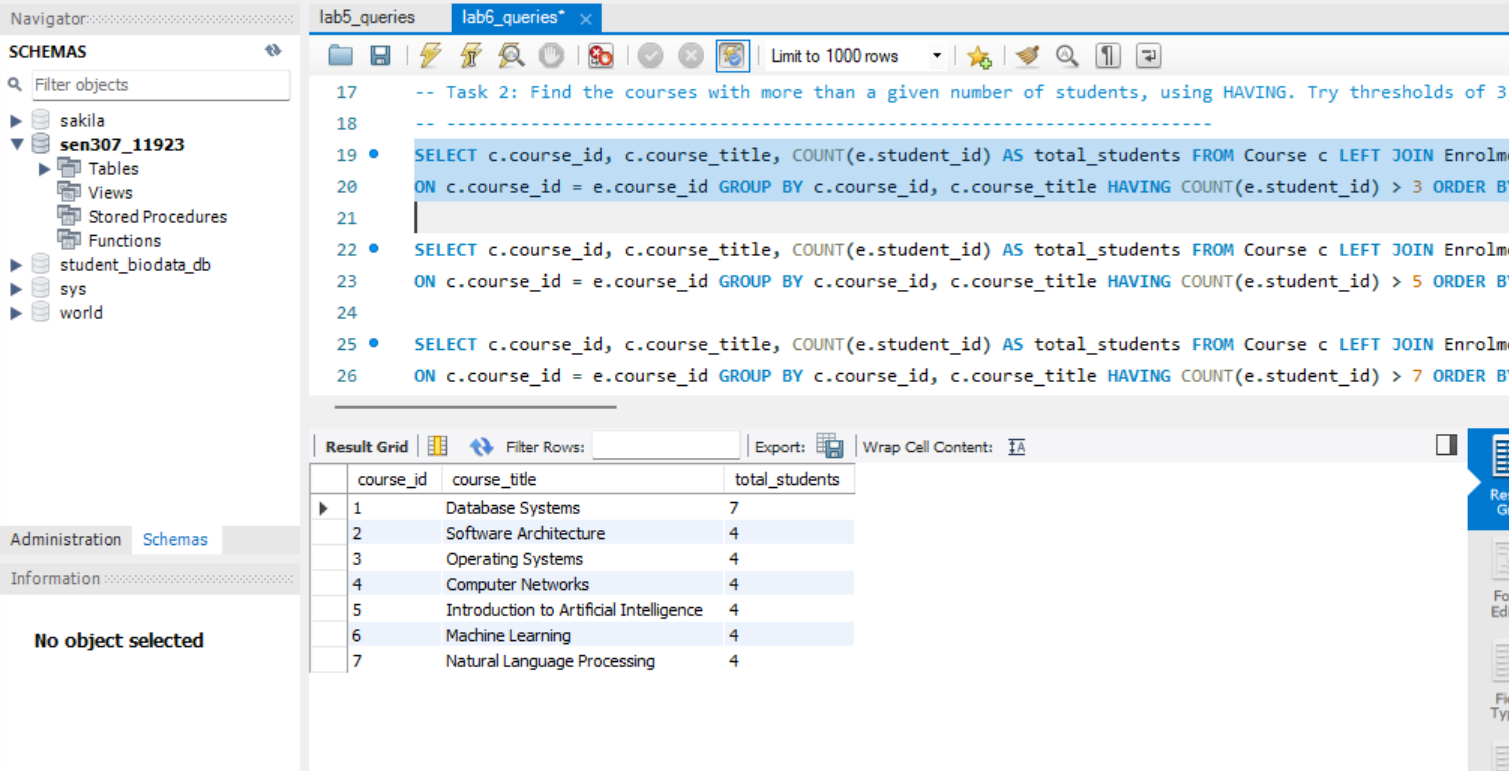 Navigator
SCHEMAS
Filter objects
sakila
sen307_11923
Tables
Views
Stored Procedures
Functions
student_biodata_db
sys
world
Administration Schemas
Information
No object selected
lab5_queries lab6_queries*
Limit to 1000 rows
17 -- Task 2: Find the courses with more than a given number of students, using HAVING. Try thresholds of 3
18 -- -------------------------------------------------------------------------
19 SELECT c.course_id, c.course_title, COUNT(e.student_id) AS total_students FROM Course c LEFT JOIN Enrolm
20 ON c.course_id = e.course_id GROUP BY c.course_id, c.course_title HAVING COUNT(e.student_id) > 3 ORDER B
21
22 SELECT c.course_id, c.course_title, COUNT(e.student_id) AS total_students FROM Course c LEFT JOIN Enrolm
23 ON c.course_id = e.course_id GROUP BY c.course_id, c.course_title HAVING COUNT(e.student_id) > 5 ORDER B
24
25 SELECT c.course_id, c.course_title, COUNT(e.student_id) AS total_students FROM Course c LEFT JOIN Enrolm
26 ON c.course_id = e.course_id GROUP BY c.course_id, c.course_title HAVING COUNT(e.student_id) > 7 ORDER B
Result Grid Filter Rows: Export: Wrap Cell Content:
course_id course_title total_students
1 Database Systems 7
2 Software Architecture 4
3 Operating Systems 4
4 Computer Networks 4
5 Introduction to Artificial Intelligence 4
6 Machine Learning 4
7 Natural Language Processing 4